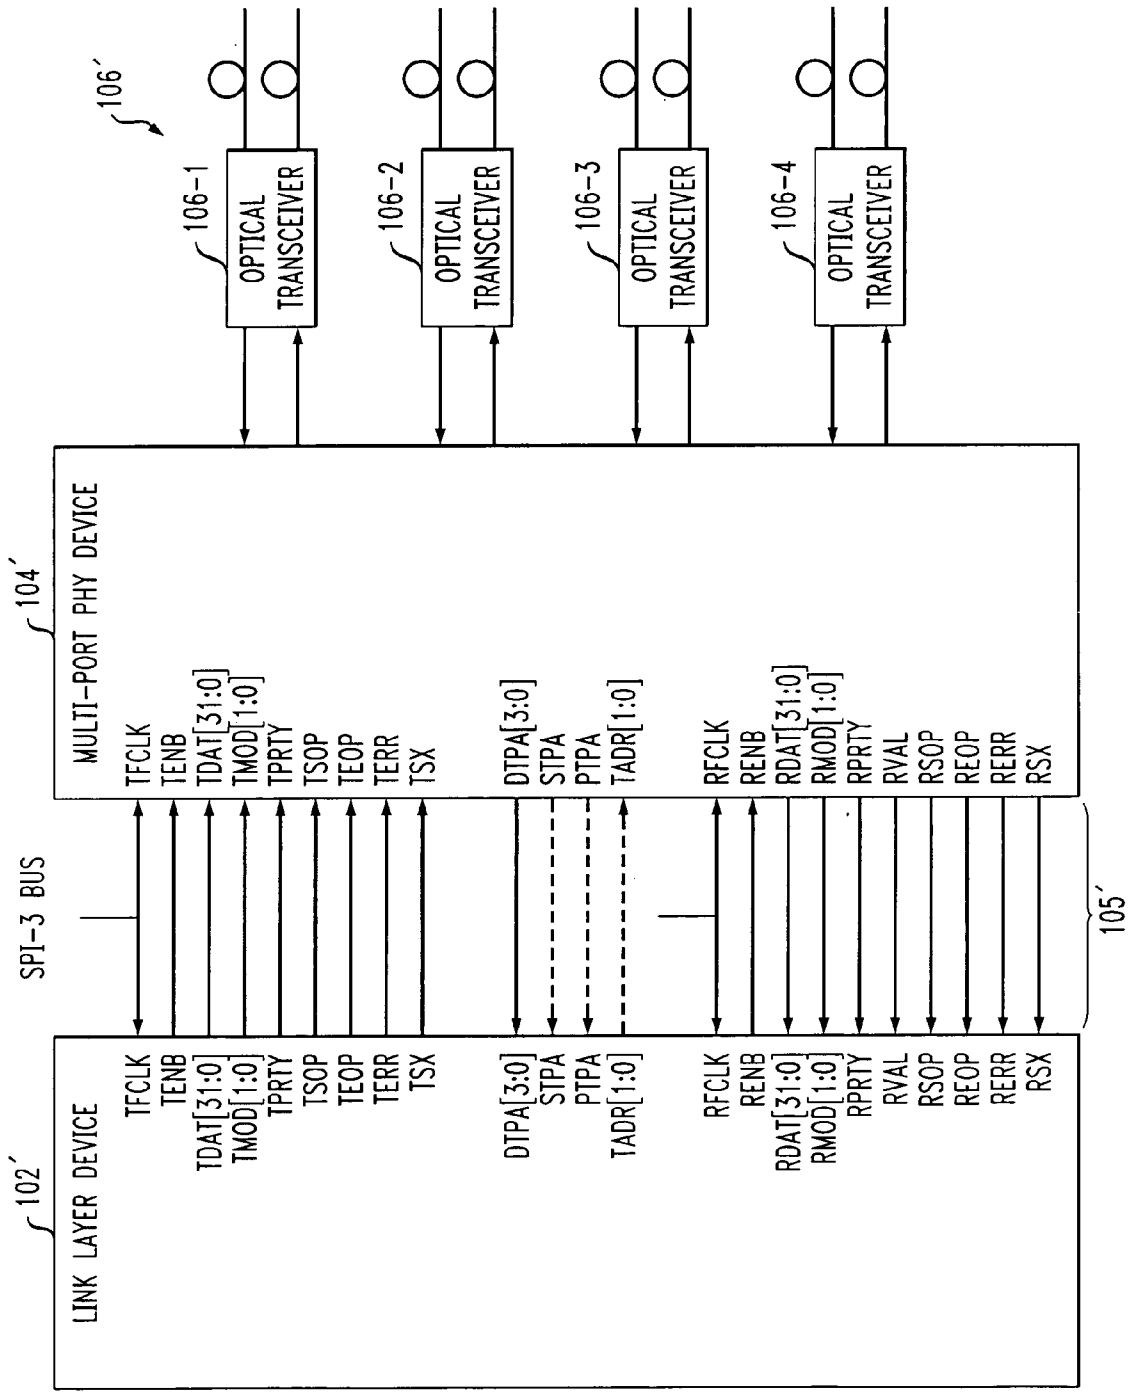 102′
LINK LAYER DEVICE
TFCLK
TENB
TDAT[31:0]
TMOD[1:0]
TPRTY
TSOP
TEOP
TERR
TSX
DTPA[3:0]
STPA
PTPA
TADR[1:0]
RFCLK
RENB
RDAT[31:0]
RMOD[1:0]
RPRTY
RVAL
RSOP
REOP
RERR
RSX
SPI-3 BUS
105′
104′
MULTI-PORT PHY DEVICE
TFCLK
TENB
TDAT[31:0]
TMOD[1:0]
TPRTY
TSOP
TEOP
TERR
TSX
DTPA[3:0]
STPA
PTPA
TADR[1:0]
RFCLK
RENB
RDAT[31:0]
RMOD[1:0]
RPRTY
RVAL
RSOP
REOP
RERR
RSX
106′
106-1
OPTICAL
TRANSCEIVER
106-2
OPTICAL
TRANSCEIVER
106-3
OPTICAL
TRANSCEIVER
106-4
OPTICAL
TRANSCEIVER